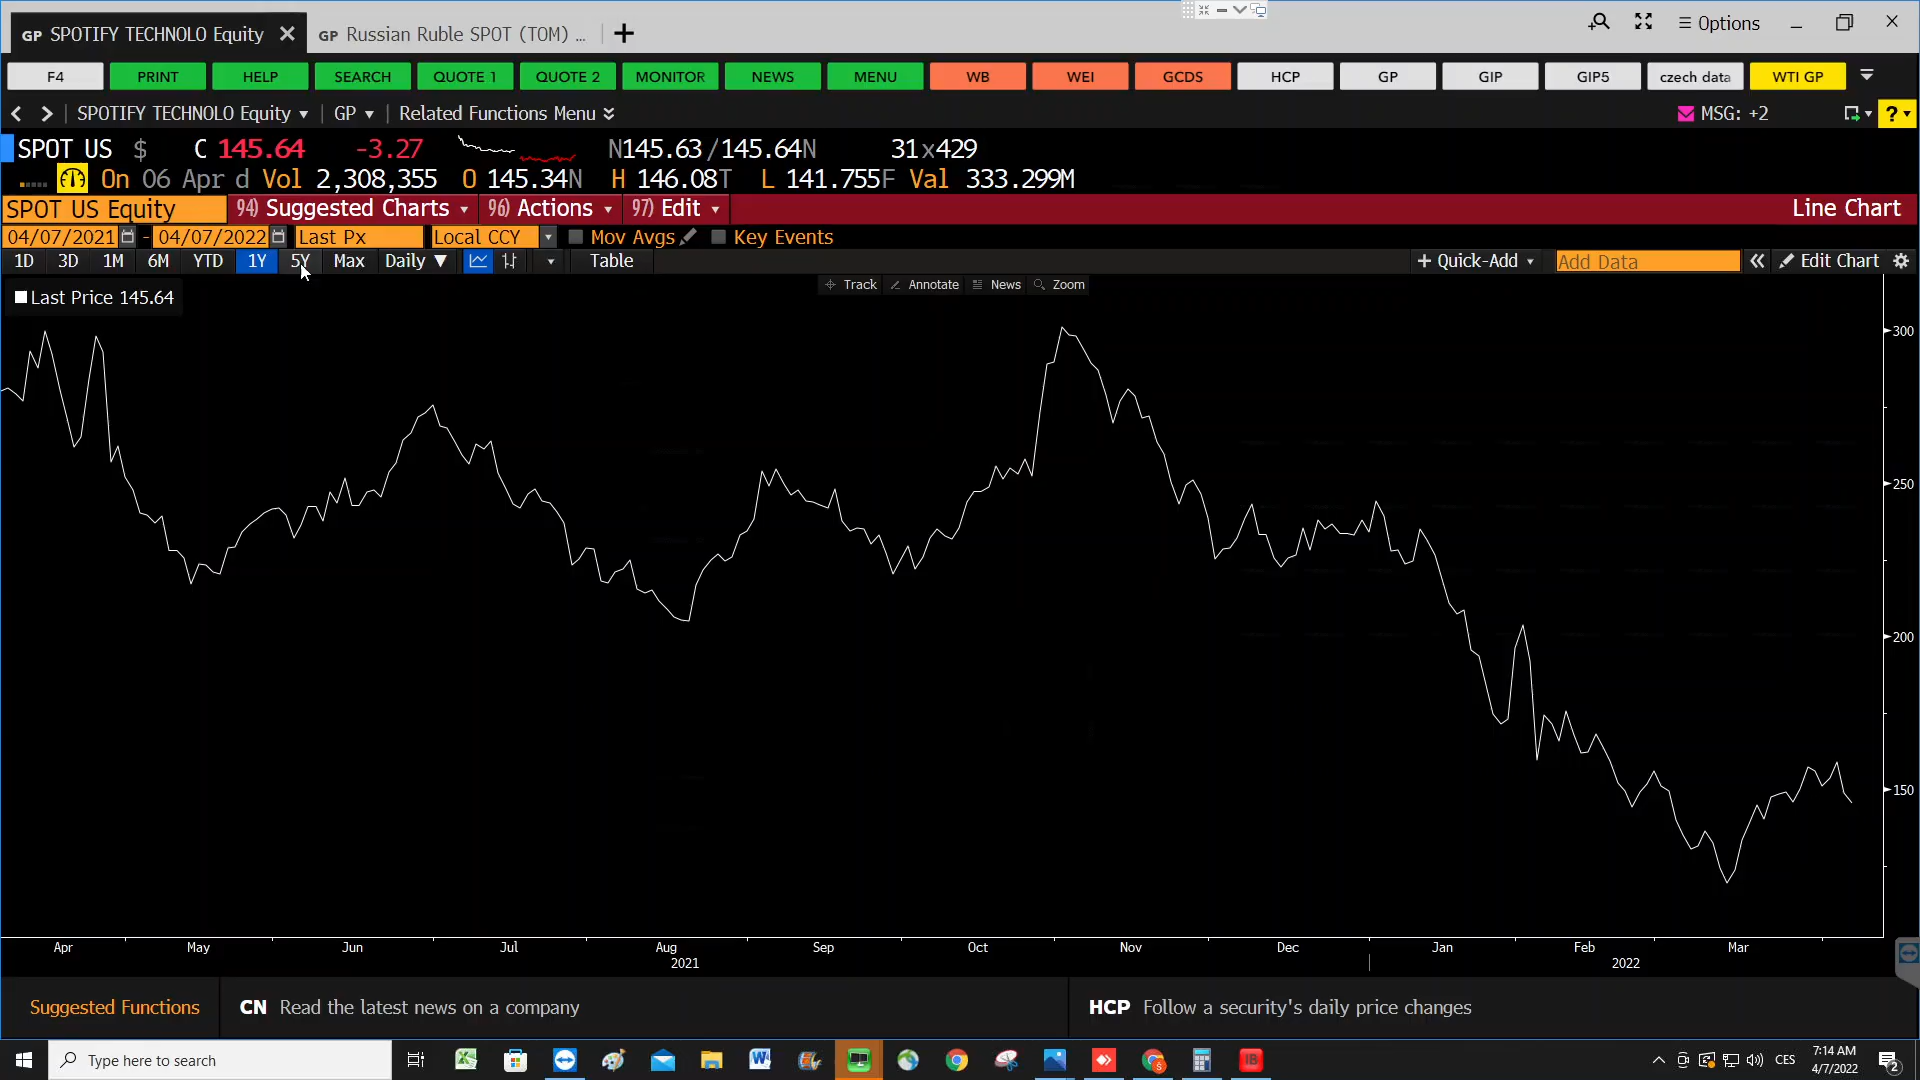 GP SPOTIFY TECHNOLO Equity ✕ GP Russian Ruble SPOT (TOM) ... +
Options
F4 PRINT HELP SEARCH QUOTE 1 QUOTE 2 MONITOR NEWS MENU WB WEI GCDS HCP GP GIP GIP5 czech data WTI GP
SPOTIFY TECHNOLO Equity GP Related Functions Menu MSG: +2 ?
SPOT US $ C 145.64 -3.27 N145.63/145.64N 31x429
On 06 Apr d Vol 2,308,355 O 145.34N H 146.08T L 141.755F Val 333.299M
SPOT US Equity 94) Suggested Charts 96) Actions 97) Edit Line Chart
04/07/2021 - 04/07/2022 Last Px Local CCY Mov Avgs Key Events
1D 3D 1M 6M YTD 1Y 5Y Max Daily ▼ Table + Quick-Add Add Data « Edit Chart
Track Annotate News Zoom
Last Price 145.64
300
250
200
150
Apr May Jun Jul Aug Sep Oct Nov Dec Jan Feb Mar
2021 2022
Suggested Functions CN Read the latest news on a company HCP Follow a security's daily price changes
Type here to search
IB
CES
7:14 AM
4/7/2022
2